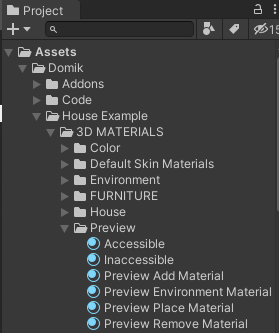 Project
15
Assets
Domik
Addons
Code
House Example
3D MATERIALS
Color
Default Skin Materials
Environment
FURNITURE
House
Preview
Accessible
Inaccessible
Preview Add Material
Preview Environment Material
Preview Place Material
Preview Remove Material